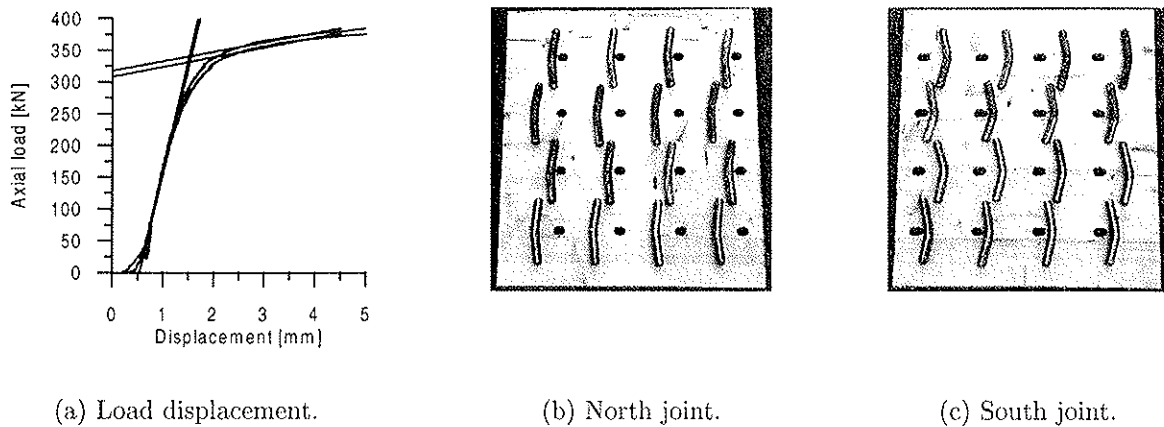 400
350
300
250
200
150
100
50
0
Axial load [kN]
0 1 2 3 4 5
Displacement [mm]
(a) Load displacement.
(b) North joint.
(c) South joint.